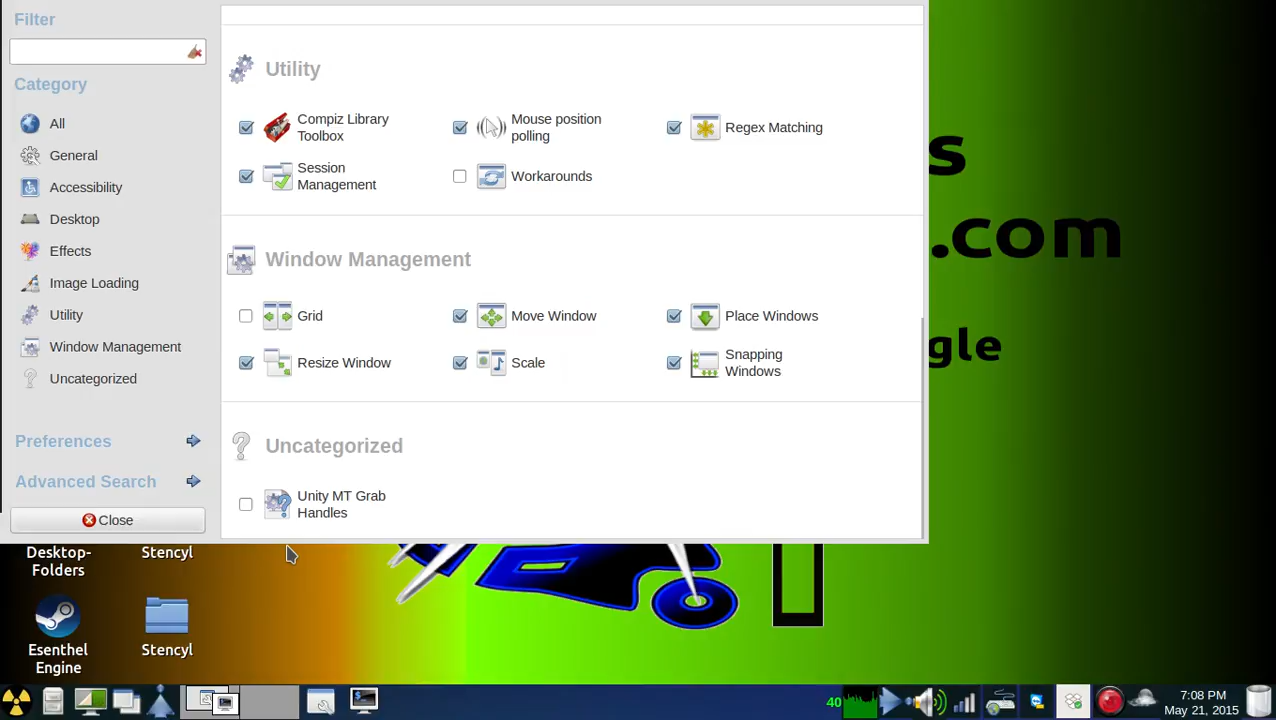 Filter
Category
All
General
Accessibility
Desktop
Effects
Image Loading
Utility
Window Management
Uncategorized
Preferences
Advanced Search
Close
Utility
Compiz Library
Toolbox
Mouse position
polling
Regex Matching
Session
Management
Workarounds
Window Management
Grid
Move Window
Place Windows
Resize Window
Scale
Snapping
Windows
Uncategorized
Unity MT Grab
Handles
s
.com
gle
Desktop-
Folders
Stencyl
Esenthel
Engine
Stencyl
40
7:08 PM
May 21, 2015